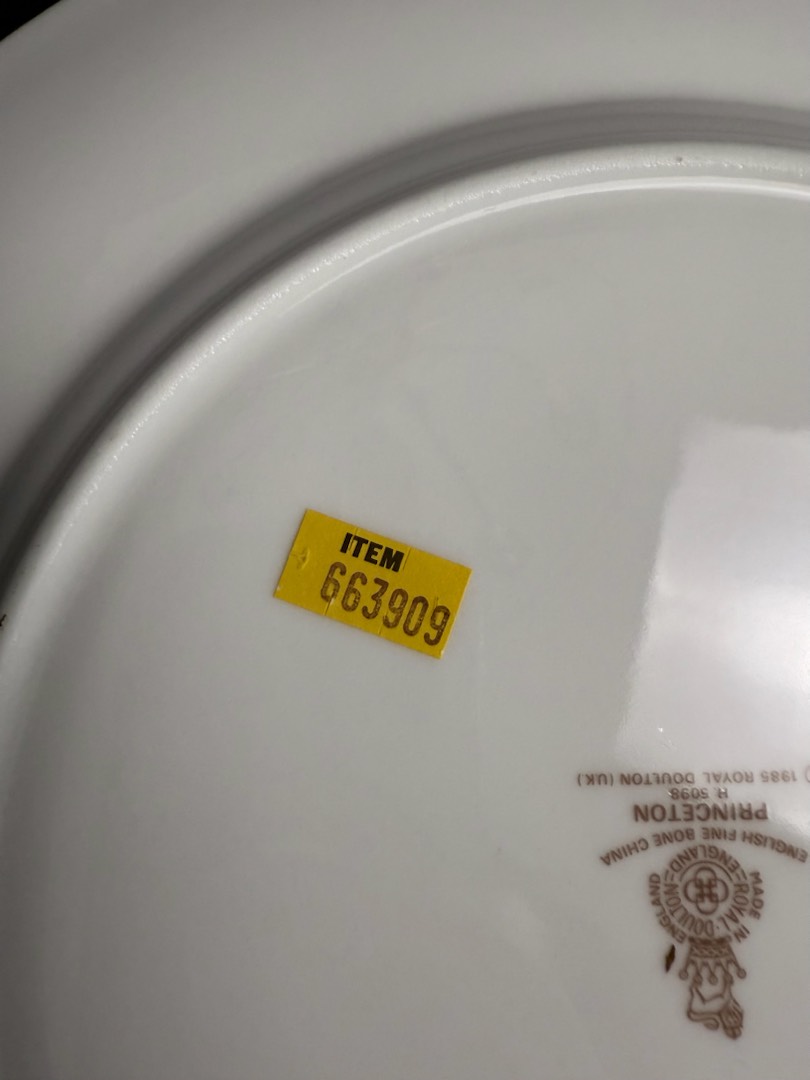 ITEM
663909
MADE IN ENGLAND
ROYAL·DOULTON
ENGLAND
ENGLISH FINE BONE CHINA
PRINCETON
H. 5098
© 1985 ROYAL DOULTON (UK)